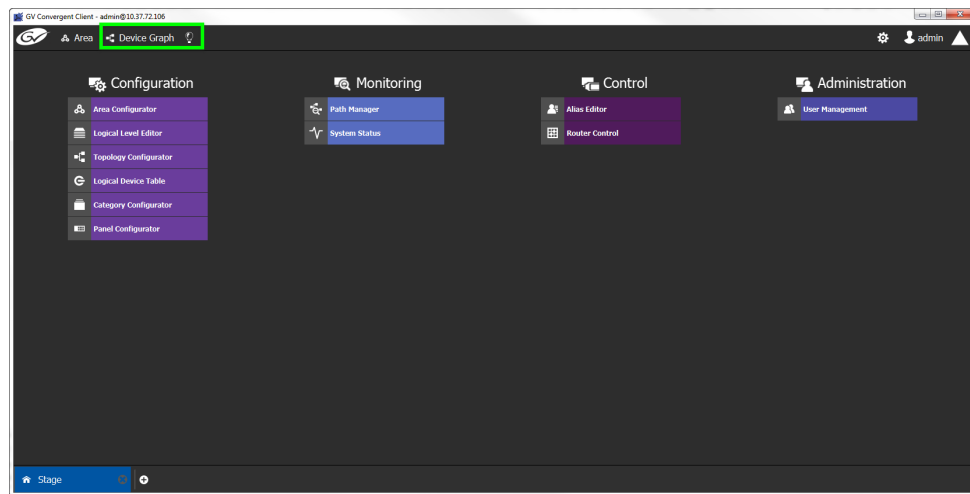 GV Convergent Client - admin@10.37.72.106
GV Area Device Graph admin
Configuration Monitoring Control Administration
Area Configurator Path Manager Alias Editor User Management
Logical Level Editor System Status Router Control
Topology Configurator
Logical Device Table
Category Configurator
Panel Configurator
Stage